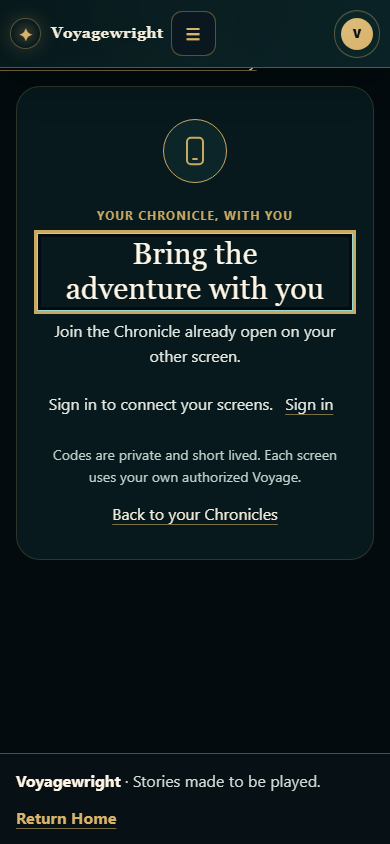 Voyagewright
V
YOUR CHRONICLE, WITH YOU
Bring the
adventure with you
Join the Chronicle already open on your
other screen.
Sign in to connect your screens. Sign in
Codes are private and short lived. Each screen
uses your own authorized Voyage.
Back to your Chronicles
Voyagewright · Stories made to be played.
Return Home